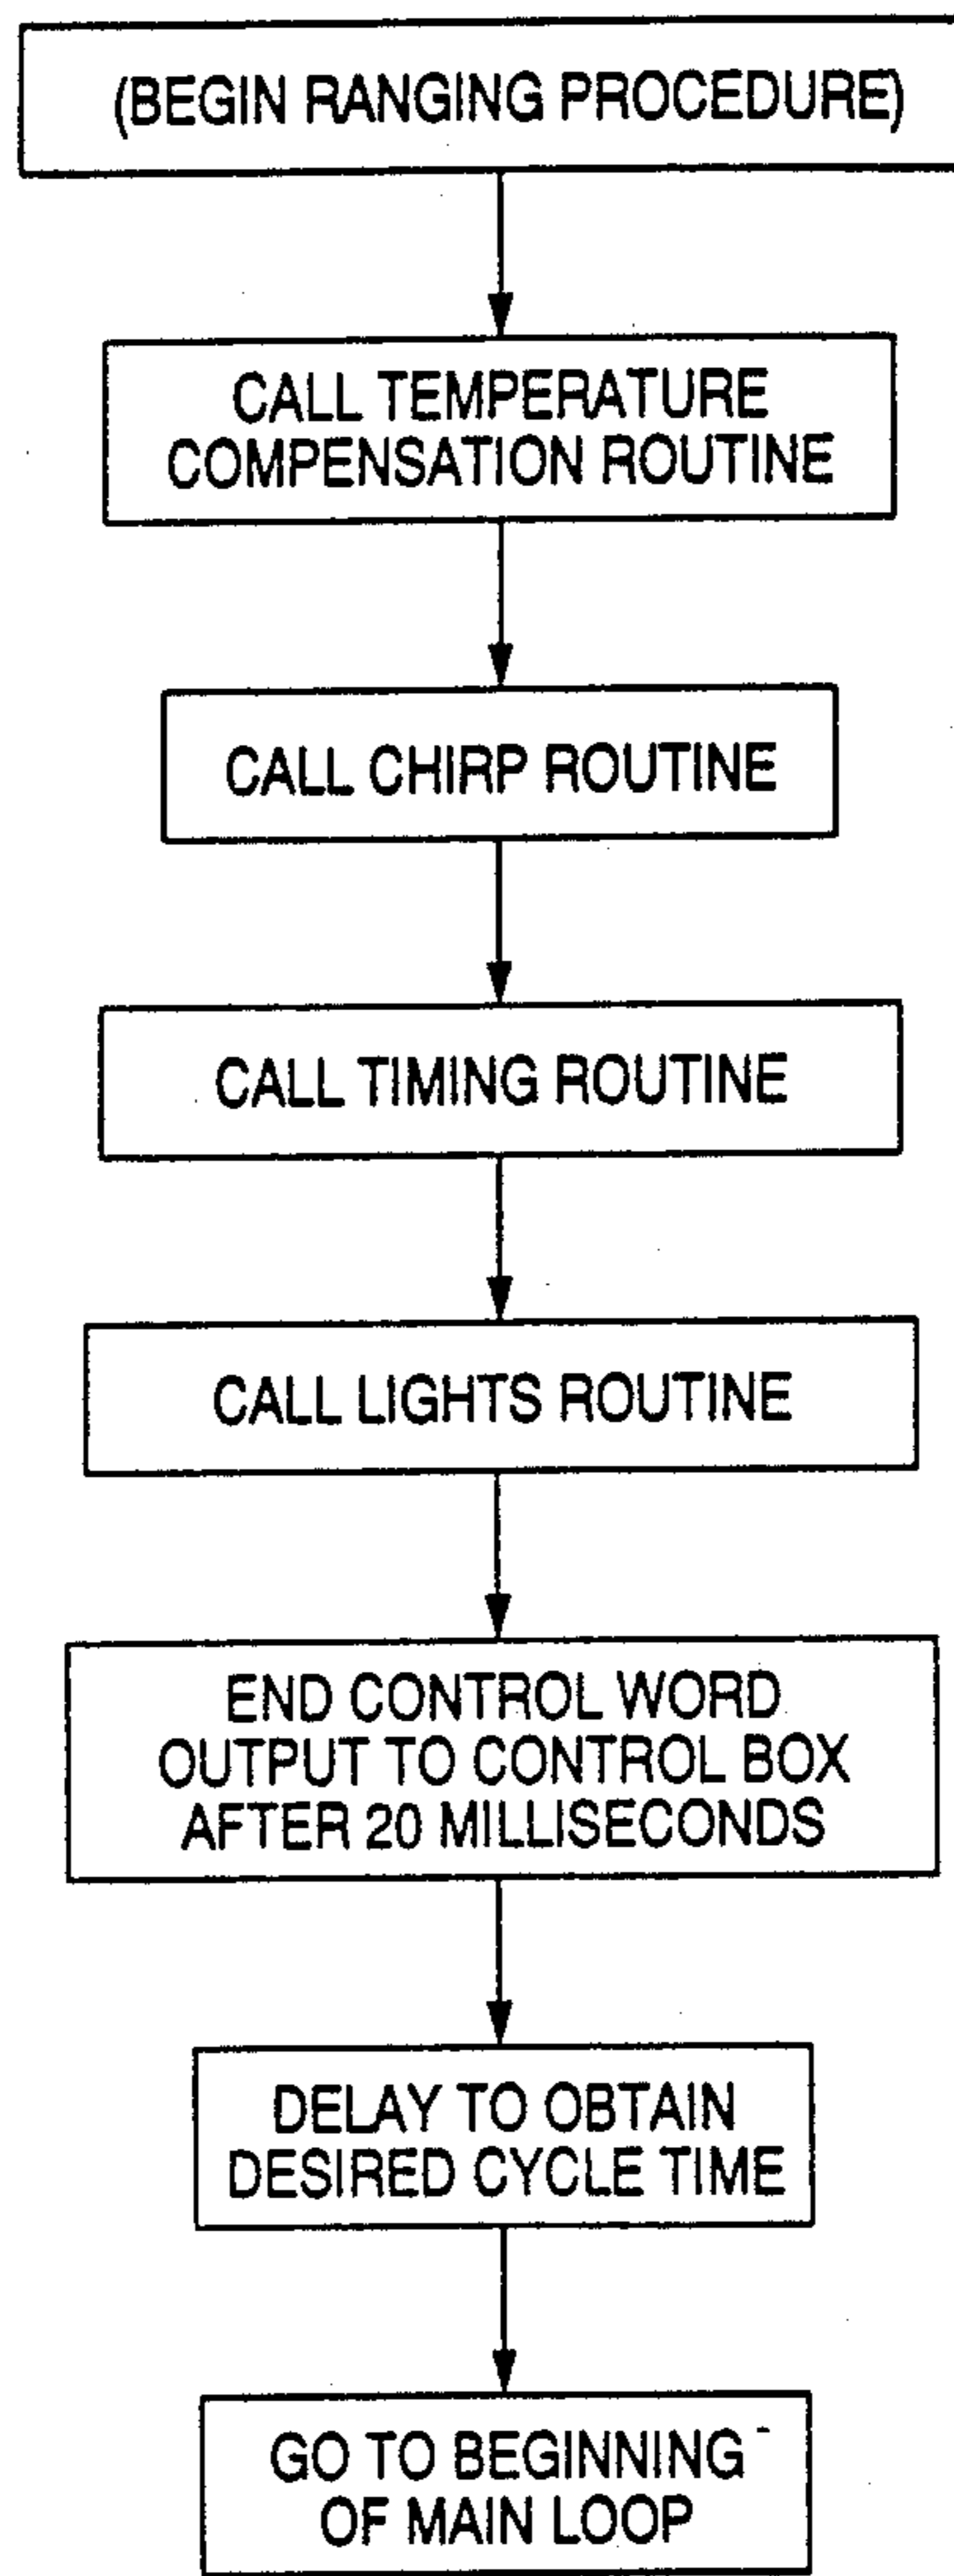 (BEGIN RANGING PROCEDURE)
CALL TEMPERATURE
COMPENSATION ROUTINE
CALL CHIRP ROUTINE
CALL TIMING ROUTINE
CALL LIGHTS ROUTINE
END CONTROL WORD
OUTPUT TO CONTROL BOX
AFTER 20 MILLISECONDS
DELAY TO OBTAIN
DESIRED CYCLE TIME
GO TO BEGINNING
OF MAIN LOOP